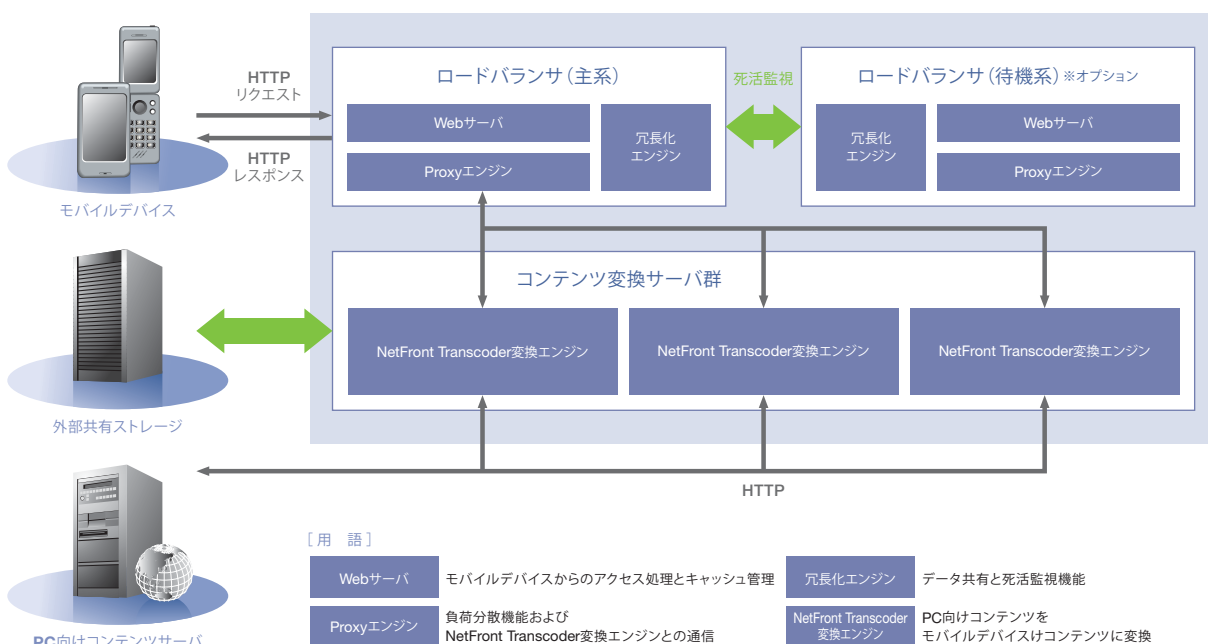 ロードバランサ(主系)
死活監視
ロードバランサ(待機系)※オプション
HTTP
リクエスト
Webサーバ
冗長化
エンジン
Proxyエンジン
冗長化
エンジン
Webサーバ
Proxyエンジン
HTTP
レスポンス
モバイルデバイス
コンテンツ変換サーバ群
NetFront Transcoder変換エンジン
NetFront Transcoder変換エンジン
NetFront Transcoder変換エンジン
外部共有ストレージ
HTTP
PC向けコンテンツサーバ
[用 語]
Webサーバ
モバイルデバイスからのアクセス処理とキャッシュ管理
冗長化エンジン
データ共有と死活監視機能
Proxyエンジン
負荷分散機能および
NetFront Transcoder変換エンジンとの通信
NetFront Transcoder
変換エンジン
PC向けコンテンツを
モバイルデバイスけコンテンツに変換